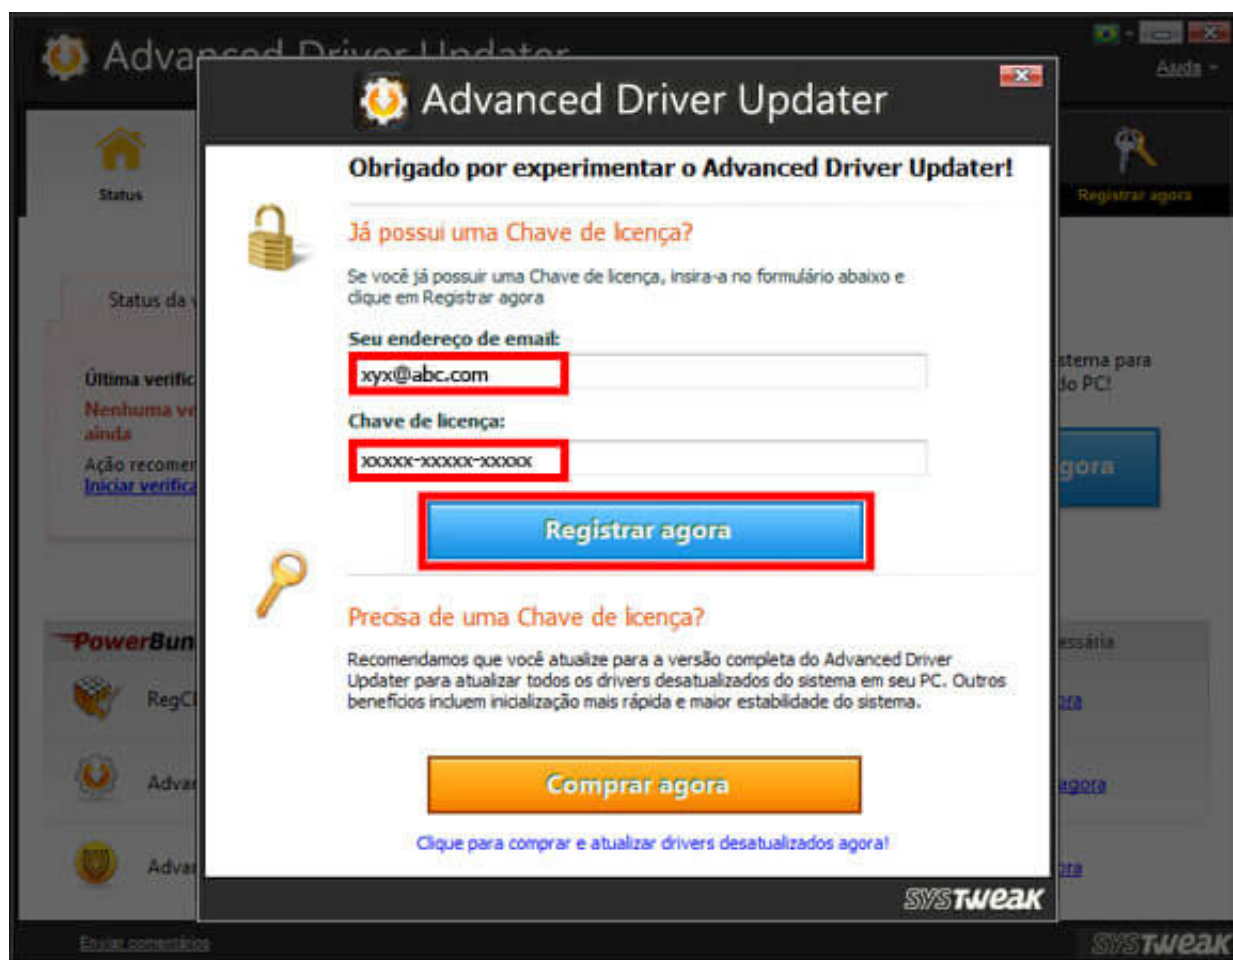 Advanced Driver Updater
Ajuda
Advanced Driver Updater
Status
Registrar agora
Obrigado por experimentar o Advanced Driver Updater!
Já possui uma Chave de licença?
Se você já possuir uma Chave de licença, insira-a no formulário abaixo e
clique em Registrar agora
Status da v
Seu endereço de email:
xyx@abc.com
Última verific
stema para
do PC!
Nenhuma ve
ainda
Chave de licença:
xxxxx-xxxxx-xxxxx
Ação recomen
Iniciar verifica
gora
Registrar agora
Precisa de uma Chave de licença?
PowerBun
essária
Recomendamos que você atualize para a versão completa do Advanced Driver
Updater para atualizar todos os drivers desatualizados do sistema em seu PC. Outros
benefícios incluem inicialização mais rápida e maior estabilidade do sistema.
RegCl
ora
Comprar agora
Advan
agora
Clique para comprar e atualizar drivers desatualizados agora!
Advan
ora
SYSTweak
Enviar comentários
SYSTweak